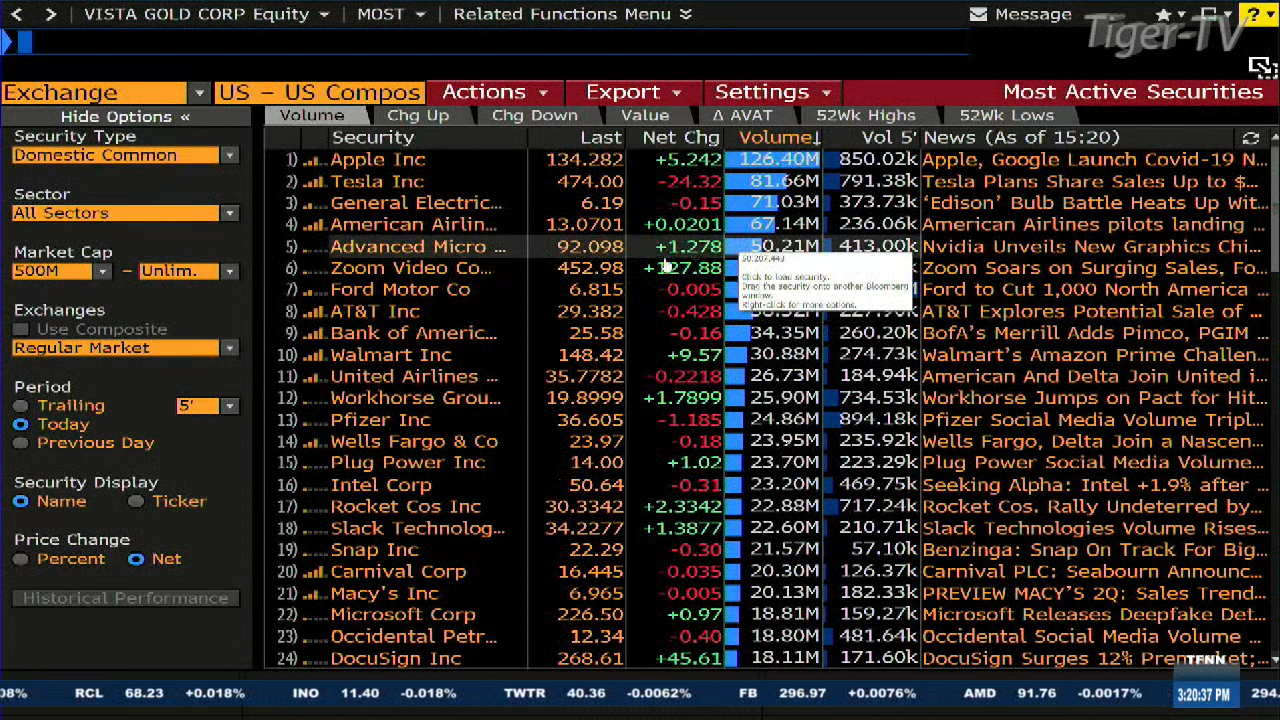 VISTA GOLD CORP Equity MOST Related Functions Menu Message ?
Tiger-TV
Exchange US - US Compos Actions Export Settings Most Active Securities
Hide Options « Volume Chg Up Chg Down Value Δ AVAT 52Wk Highs 52Wk Lows
Security Type
Domestic Common
Sector
All Sectors
Market Cap
500M - Unlim.
Exchanges
Use Composite
Regular Market
Period
Trailing 5'
Today
Previous Day
Security Display
Name Ticker
Price Change
Percent Net
Historical Performance
Security Last Net Chg Volume↓ Vol 5' News (As of 15:20)
1) Apple Inc 134.282 +5.242 126.40M 850.02k Apple, Google Launch Covid-19 N...
2) Tesla Inc 474.00 -24.32 81.66M 791.38k Tesla Plans Share Sales Up to $...
3) General Electric... 6.19 -0.15 71.03M 373.73k 'Edison' Bulb Battle Heats Up Wit...
4) American Airlin... 13.0701 +0.0201 67.14M 236.06k American Airlines pilots landing ...
5) Advanced Micro ... 92.098 +1.278 50.21M 413.00k Nvidia Unveils New Graphics Chi...
6) Zoom Video Co... 452.98 +127.88 Zoom Soars on Surging Sales, Fo...
7) Ford Motor Co 6.815 -0.005 Ford to Cut 1,000 North America ...
8) AT&T Inc 29.382 -0.428 AT&T Explores Potential Sale of ...
9) Bank of Americ... 25.58 -0.16 34.35M 260.20k BofA's Merrill Adds Pimco, PGIM ...
10) Walmart Inc 148.42 +9.57 30.88M 274.73k Walmart's Amazon Prime Challen...
11) United Airlines ... 35.7782 -0.2218 26.73M 184.94k American And Delta Join United i...
12) Workhorse Grou... 19.8999 +1.7899 25.90M 734.53k Workhorse Jumps on Pact for Hit...
13) Pfizer Inc 36.605 -1.185 24.86M 894.18k Pfizer Social Media Volume Tripl...
14) Wells Fargo & Co 23.97 -0.18 23.95M 235.92k Wells Fargo, Delta Join a Nascen...
15) Plug Power Inc 14.00 +1.02 23.70M 223.29k Plug Power Social Media Volume...
16) Intel Corp 50.64 -0.31 23.20M 469.75k Seeking Alpha: Intel +1.9% after ...
17) Rocket Cos Inc 30.3342 +2.3342 22.88M 717.24k Rocket Cos. Rally Undeterred by...
18) Slack Technolog... 34.2277 +1.3877 22.60M 210.71k Slack Technologies Volume Rises...
19) Snap Inc 22.29 -0.30 21.57M 57.10k Benzinga: Snap On Track For Big...
20) Carnival Corp 16.445 -0.035 20.30M 126.37k Carnival PLC: Seabourn Announc...
21) Macy's Inc 6.965 -0.005 20.13M 182.33k PREVIEW MACY'S 2Q: Sales Trend...
22) Microsoft Corp 226.50 +0.97 18.81M 159.27k Microsoft Releases Deepfake Det...
23) Occidental Petr... 12.34 -0.40 18.80M 481.64k Occidental Social Media Volume ...
24) DocuSign Inc 268.61 +45.61 18.11M 171.60k DocuSign Surges 12%
Click to load security.
Drag the security onto another Bloomberg
window.
Right-click for more options.
TFNN
08% RCL 68.23 +0.018% INO 11.40 -0.018% TWTR 40.36 -0.0062% FB 296.97 +0.0076% AMD 91.76 -0.0017% 3:20:37 PM 294.